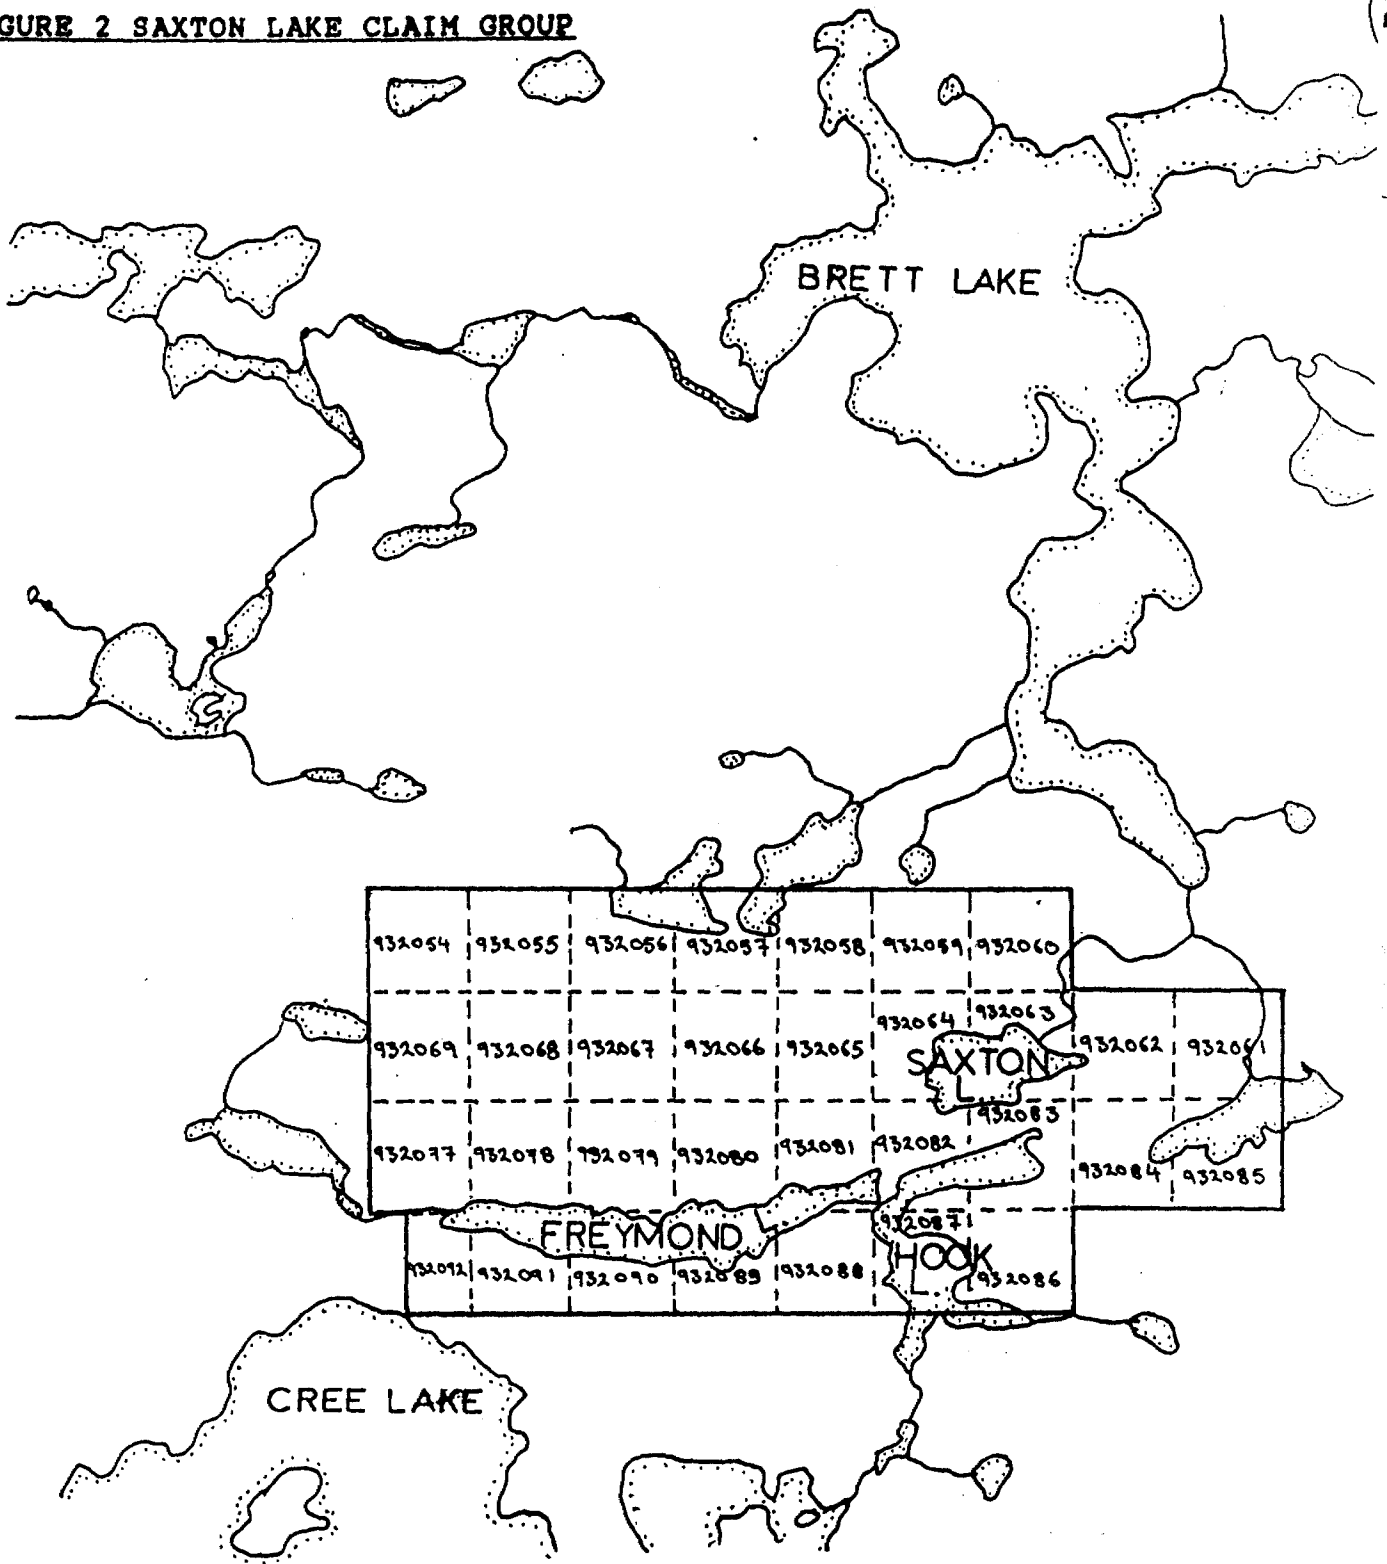 GURE 2 SAXTON LAKE CLAIM GROUP
BRETT LAKE
932054 932055 932056 932057 932058 932059 932060
932064 932063
932069 932068 932067 932066 932065 932062 932061
SAXTON
L
932083
932077 932078 932079 932080 932081 932082
932084 932085
932087
FREYMOND
HOOK
L.
932092 932091 932090 932089 932088 932086
CREE LAKE